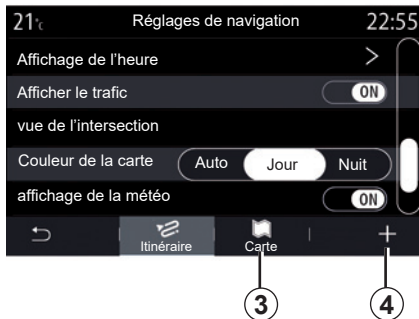 21°c Réglages de navigation 22:55
Affichage de l'heure >
Afficher le trafic ON
vue de l'intersection
Couleur de la carte Auto Jour Nuit
affichage de la météo ON
Itinéraire Carte +
3 4